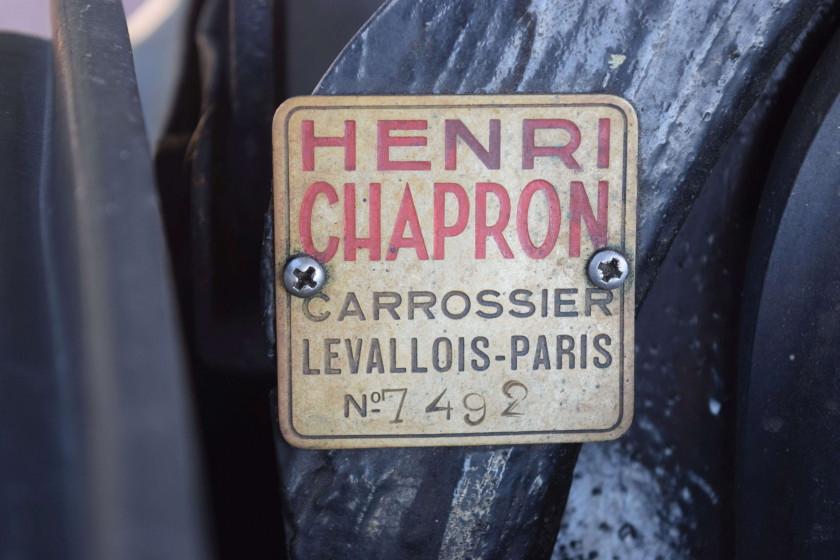 HENRI
CHAPRON
CARROSSIER
LEVALLOIS-PARIS
Nº 7492